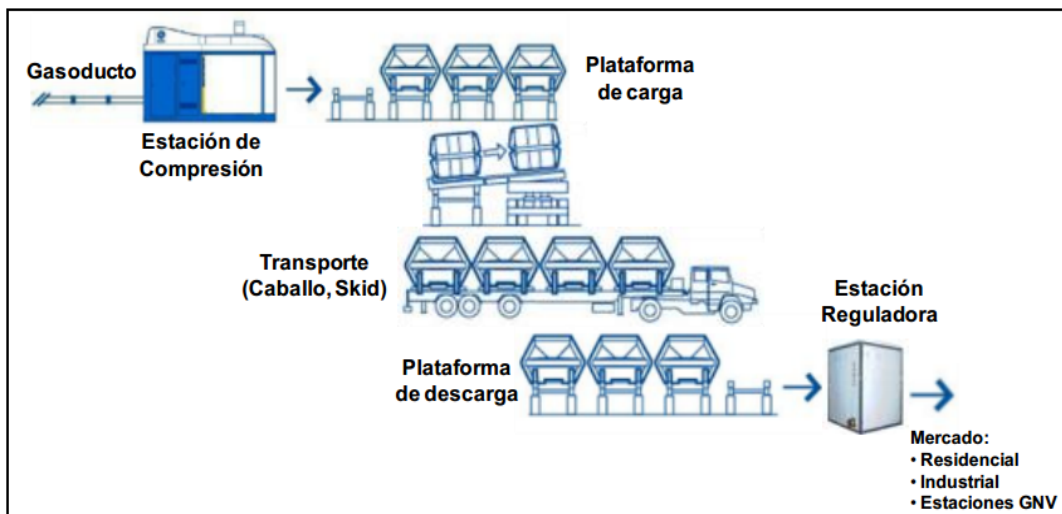 Gasoducto
Estación de
Compresión
Plataforma
de carga
Transporte
(Caballo, Skid)
Estación
Reguladora
Plataforma
de descarga
Mercado:
• Residencial
• Industrial
• Estaciones GNV